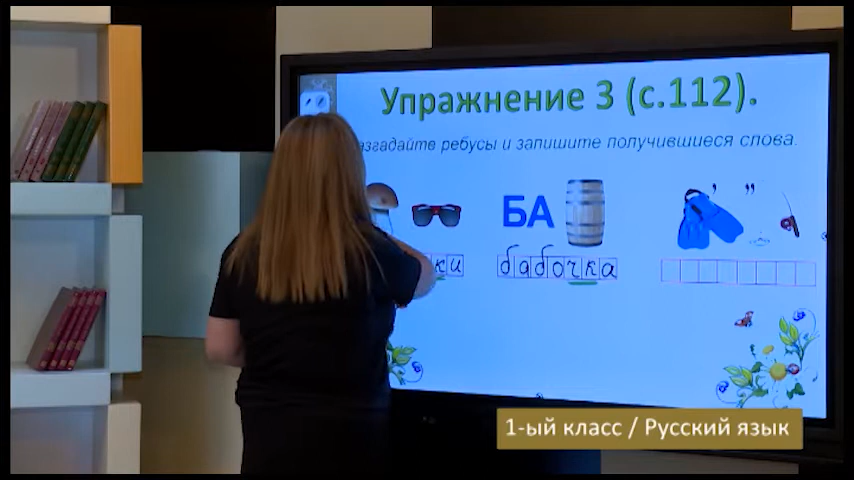 Упражнение 3 (с.112).
азгадайте ребусы и запишите получившиеся слова.
БА
ки бабочка
1-ый класс / Русский язык